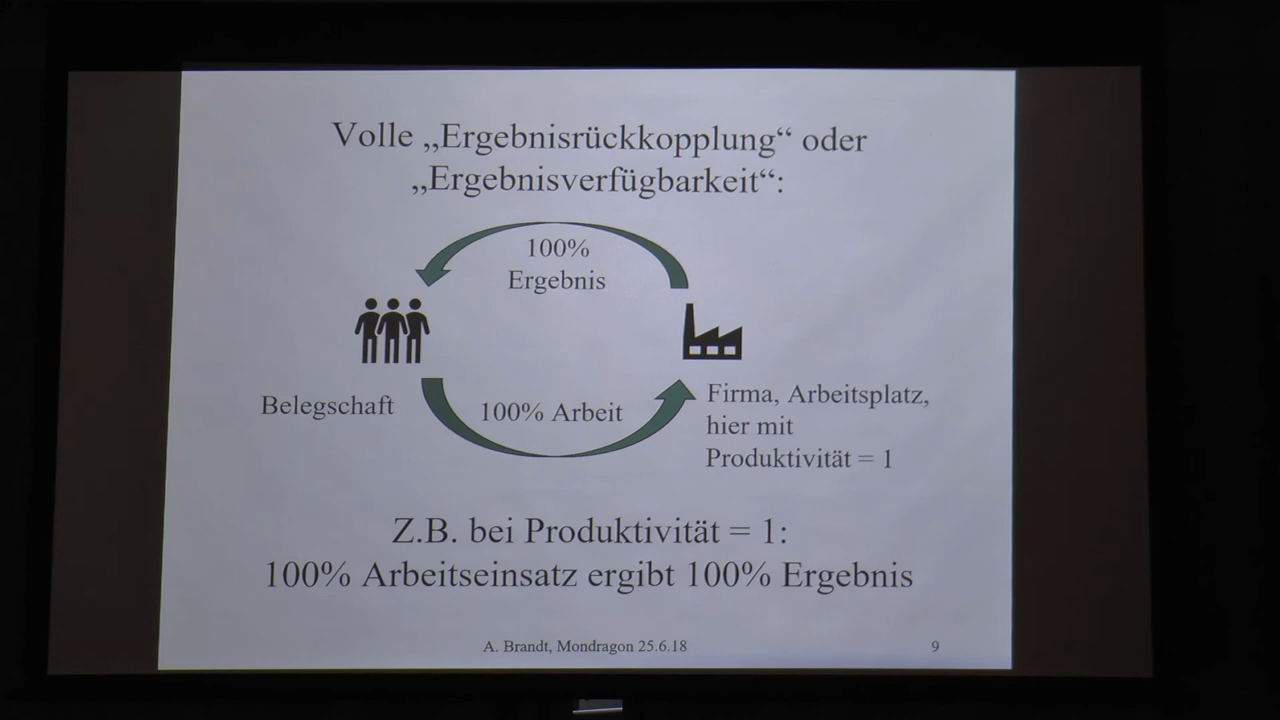 Volle „Ergebnisrückkopplung“ oder
„Ergebnisverfügbarkeit“:
100%
Ergebnis
Belegschaft
100% Arbeit
Firma, Arbeitsplatz,
hier mit
Produktivität = 1
Z.B. bei Produktivität = 1:
100% Arbeitseinsatz ergibt 100% Ergebnis
A. Brandt, Mondragon 25.6.18
9